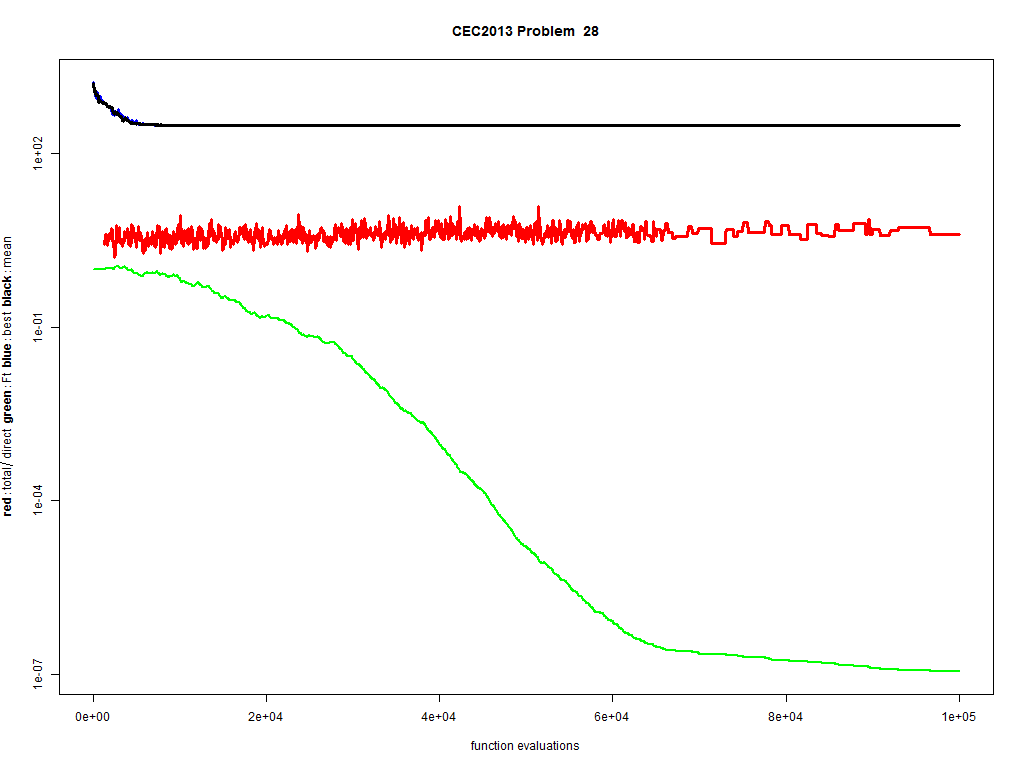 CEC2013 Problem 28
red : total/ direct green : Ft blue : best black : mean
1e+02
1e-01
1e-04
1e-07
0e+00 2e+04 4e+04 6e+04 8e+04 1e+05
function evaluations